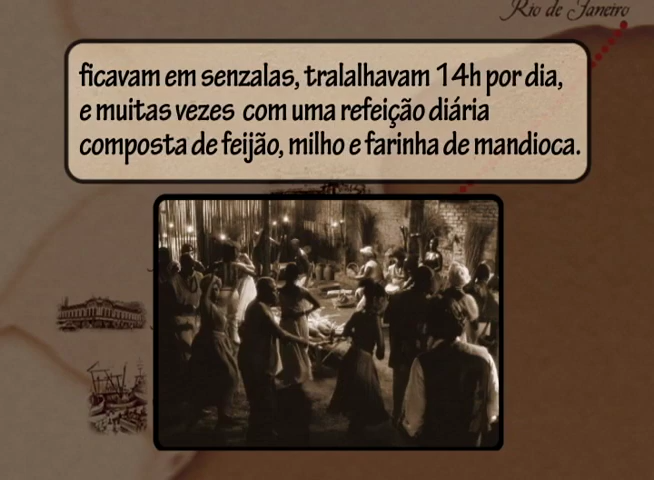 Rio de Janeiro
ficavam em senzalas, tralalhavam 14h por dia,
e muitas vezes com uma refeição diária
composta de feijão, milho e farinha de mandioca.